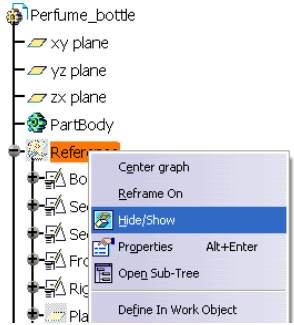 Perfume_bottle
xy plane
yz plane
zx plane
PartBody
Center graph
Reframe On
Hide/Show
Properties Alt+Enter
Open Sub-Tree
Define In Work Object